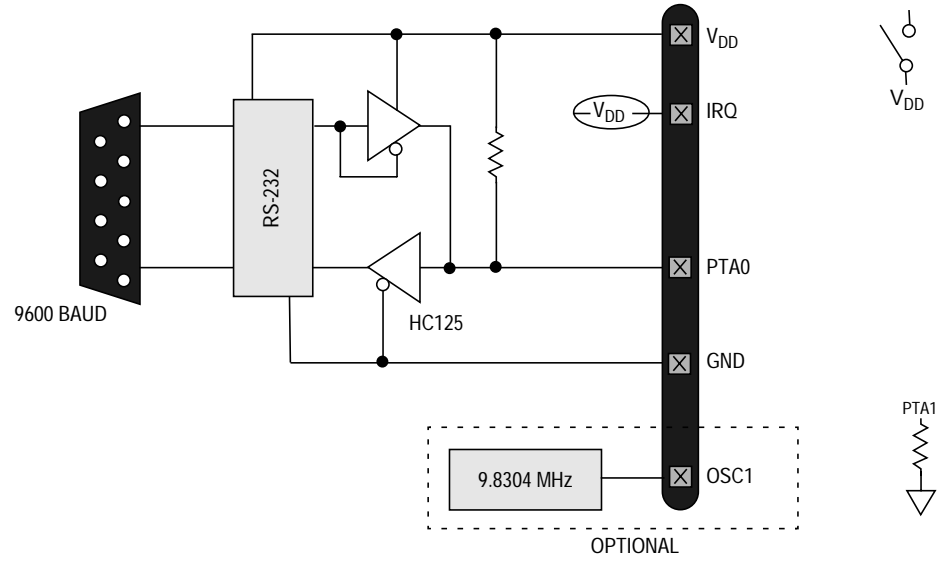 V_DD
V_DD
IRQ
V_DD
RS-232
PTA0
9600 BAUD
HC125
GND
PTA1
9.8304 MHz
OSC1
OPTIONAL